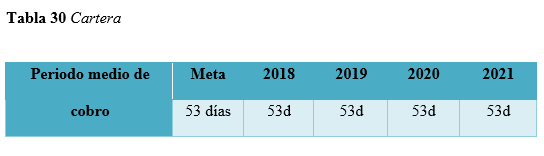 Tabla 30 Cartera
Periodo medio de Meta 2018 2019 2020 2021
cobro 53 días 53d 53d 53d 53d